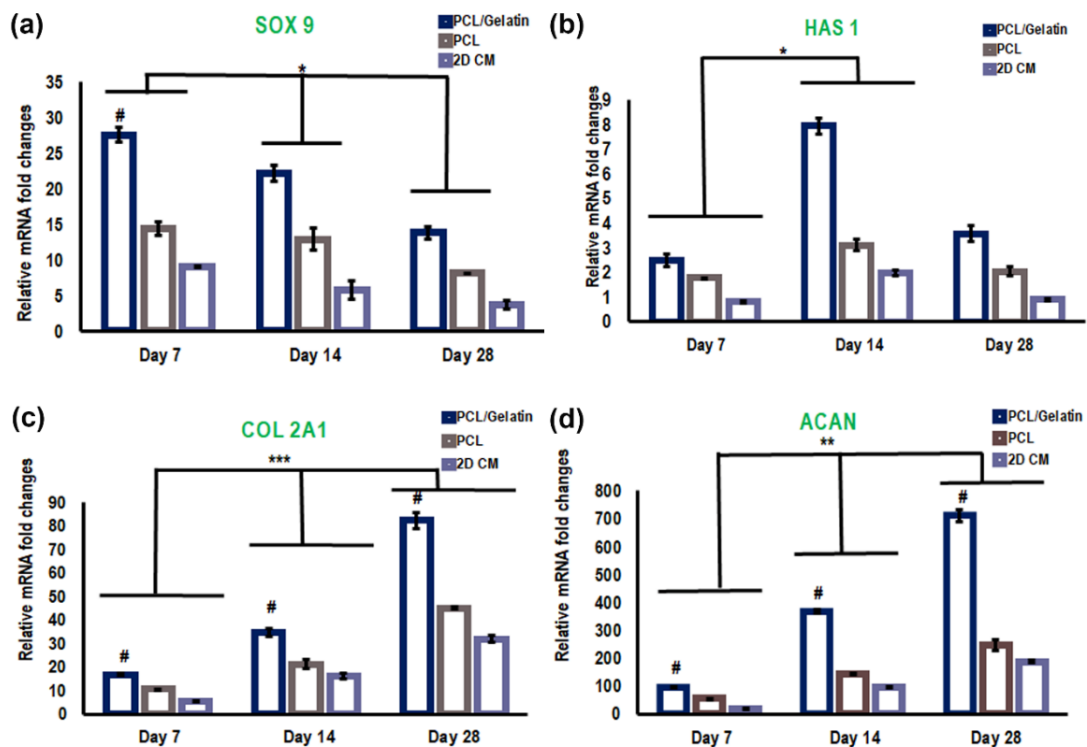 (a)
SOX 9
PCL/Gelatin
PCL
2D CM
*
Relative mRNA fold changes
35
30
25
20
15
10
5
0
#
Day 7
Day 14
Day 28
(b)
HAS 1
PCL/Gelatin
PCL
2D CM
*
Relative mRNA fold changes
9
8
7
6
5
4
3
2
1
0
Day 7
Day 14
Day 28
(c)
COL 2A1
PCL/Gelatin
PCL
2D CM
***
Relative mRNA fold changes
90
80
70
60
50
40
30
20
10
0
#
#
#
Day 7
Day 14
Day 28
(d)
ACAN
PCL/Gelatin
PCL
2D CM
**
Relative mRNA fold changes
800
700
600
500
400
300
200
100
0
#
#
#
Day 7
Day 14
Day 28